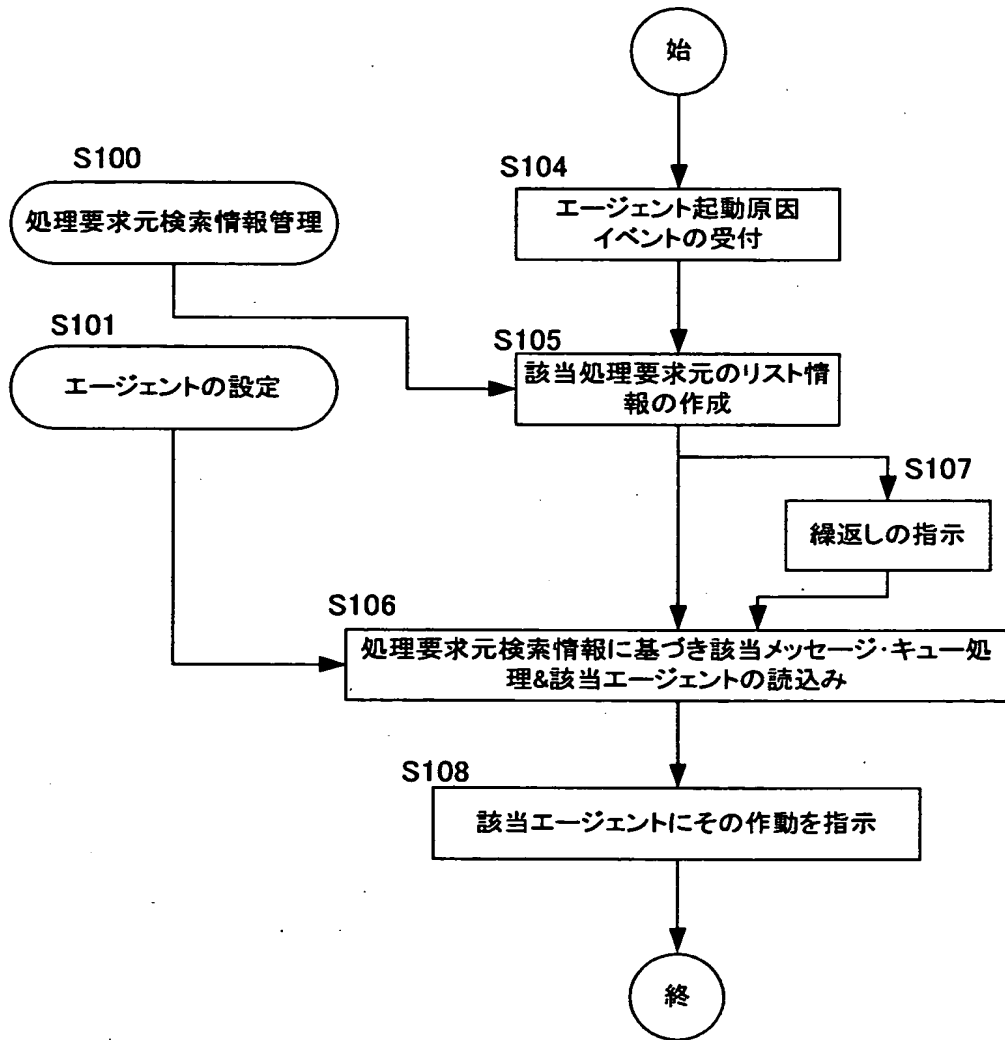 始
S100
処理要求元検索情報管理
S104
エージェント起動原因
イベントの受付
S101
エージェントの設定
S105
該当処理要求元のリスト情
報の作成
S107
繰返しの指示
S106
処理要求元検索情報に基づき該当メッセージ・キュー処
理&該当エージェントの読込み
S108
該当エージェントにその作動を指示
終